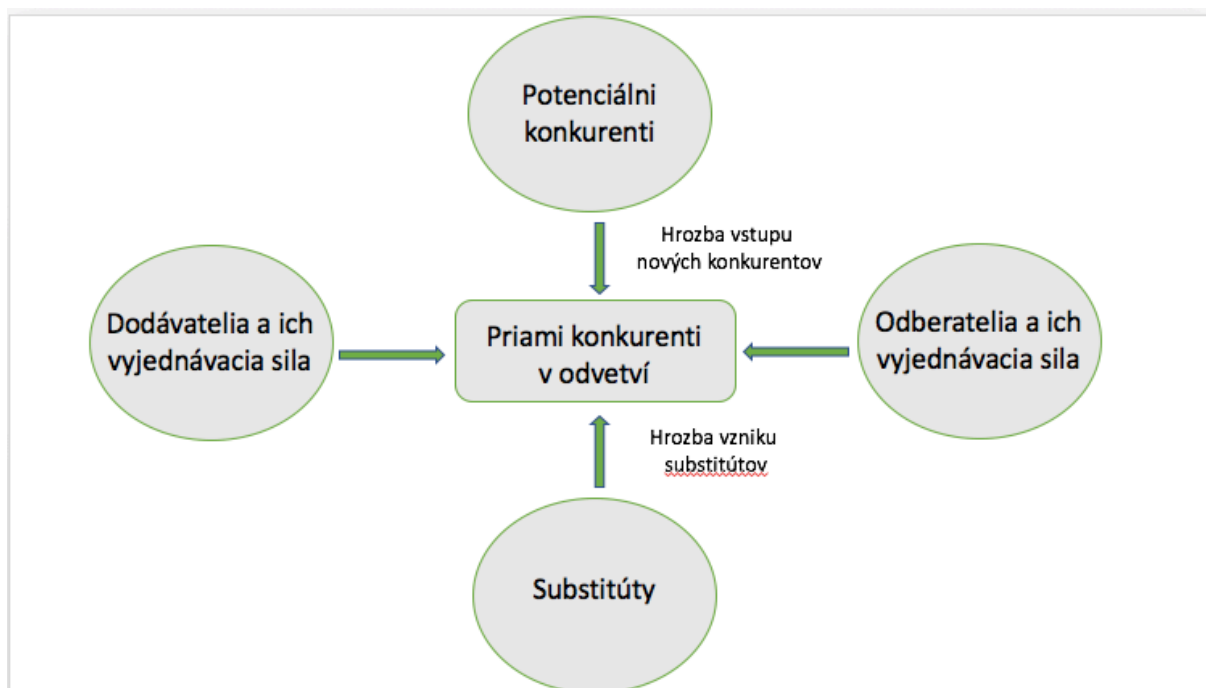 Potenciálni
konkurenti
Hrozba vstupu
nových konkurentov
Dodávatelia a ich
vyjednávacia sila
Priami konkurenti
v odvetví
Odberatelia a ich
vyjednávacia sila
Hrozba vzniku
substitútov
Substitúty